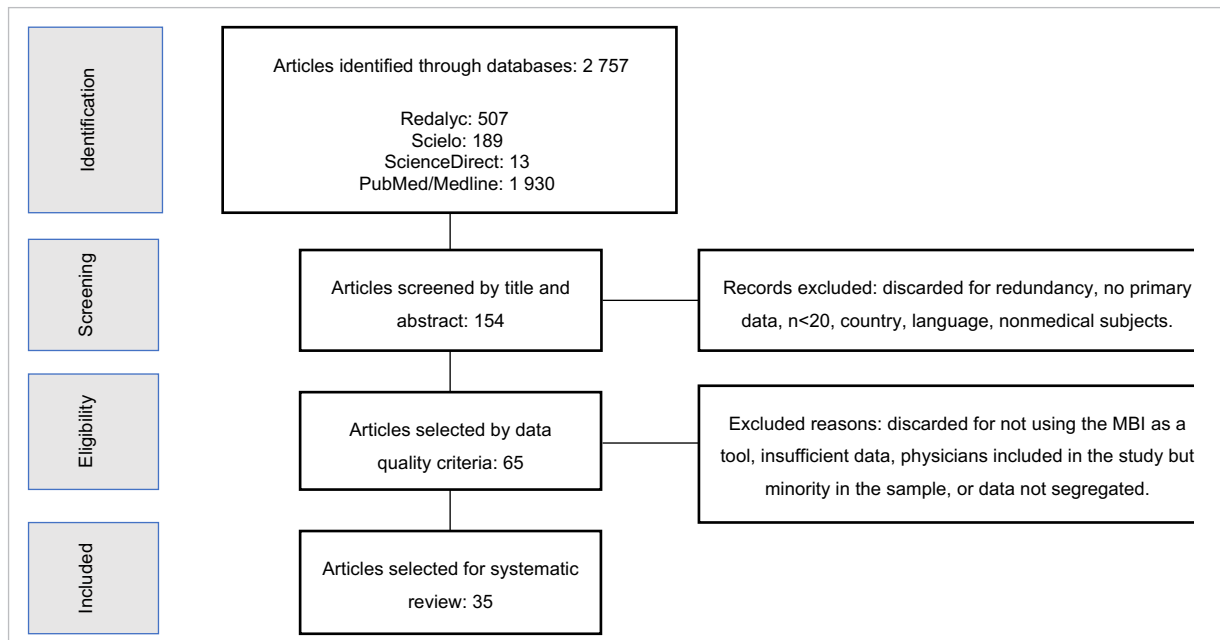 Identification
Articles identified through databases: 2 757
Redalyc: 507
Scielo: 189
ScienceDirect: 13
PubMed/Medline: 1 930
Screening
Articles screened by title and
abstract: 154
Records excluded: discarded for redundancy, no primary
data, n<20, country, language, nonmedical subjects.
Eligibility
Articles selected by data
quality criteria: 65
Excluded reasons: discarded for not using the MBI as a
tool, insufficient data, physicians included in the study but
minority in the sample, or data not segregated.
Included
Articles selected for systematic
review: 35